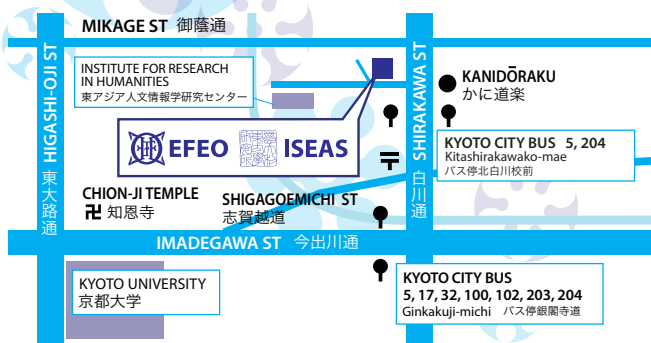 MIKAGE ST 御蔭通
HIGASHI-OJI ST 東大路通
INSTITUTE FOR RESEARCH
IN HUMANITIES
東アジア人文情報学研究センター
SHIRAKAWA ST 白川通
KANIDŌRAKU
かに道楽
EFEO ISEAS
KYOTO CITY BUS 5, 204
Kitashirakawako-mae
バス停北白川校前
CHION-JI TEMPLE
卍 知恩寺
SHIGAGOEMICHI ST
志賀越道
IMADEGAWA ST 今出川通
KYOTO UNIVERSITY
京都大学
KYOTO CITY BUS
5, 17, 32, 100, 102, 203, 204
Ginkakuji-michi バス停銀閣寺道